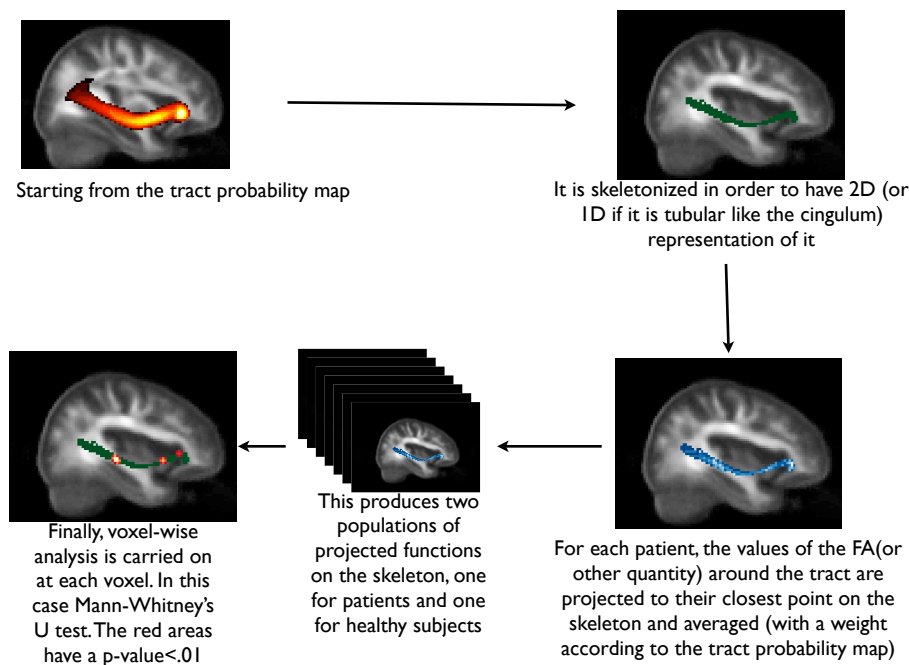 Starting from the tract probability map
It is skeletonized in order to have 2D (or
1D if it is tubular like the cingulum)
representation of it
For each patient, the values of the FA(or
other quantity) around the tract are
projected to their closest point on the
skeleton and averaged (with a weight
according to the tract probability map)
This produces two
populations of
projected functions
on the skeleton, one
for patients and one
for healthy subjects
Finally, voxel-wise
analysis is carried on
at each voxel. In this
case Mann-Whitney's
U test. The red areas
have a p-value<.01